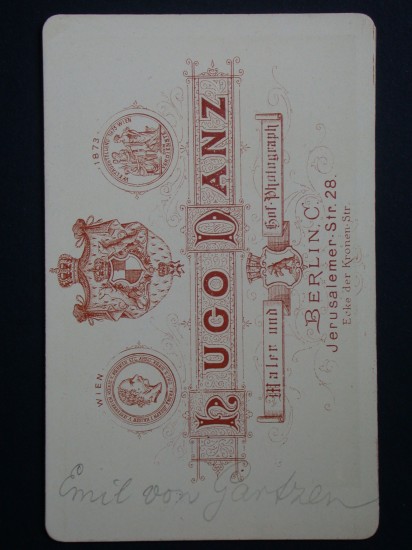 WIEN
1873
HUGO DANZ
Maler und Hof-Photograph
BERLIN, C.
Jerusalemer-Str. 28.
Ecke der Kronen-Str.
Emil von Gartzen